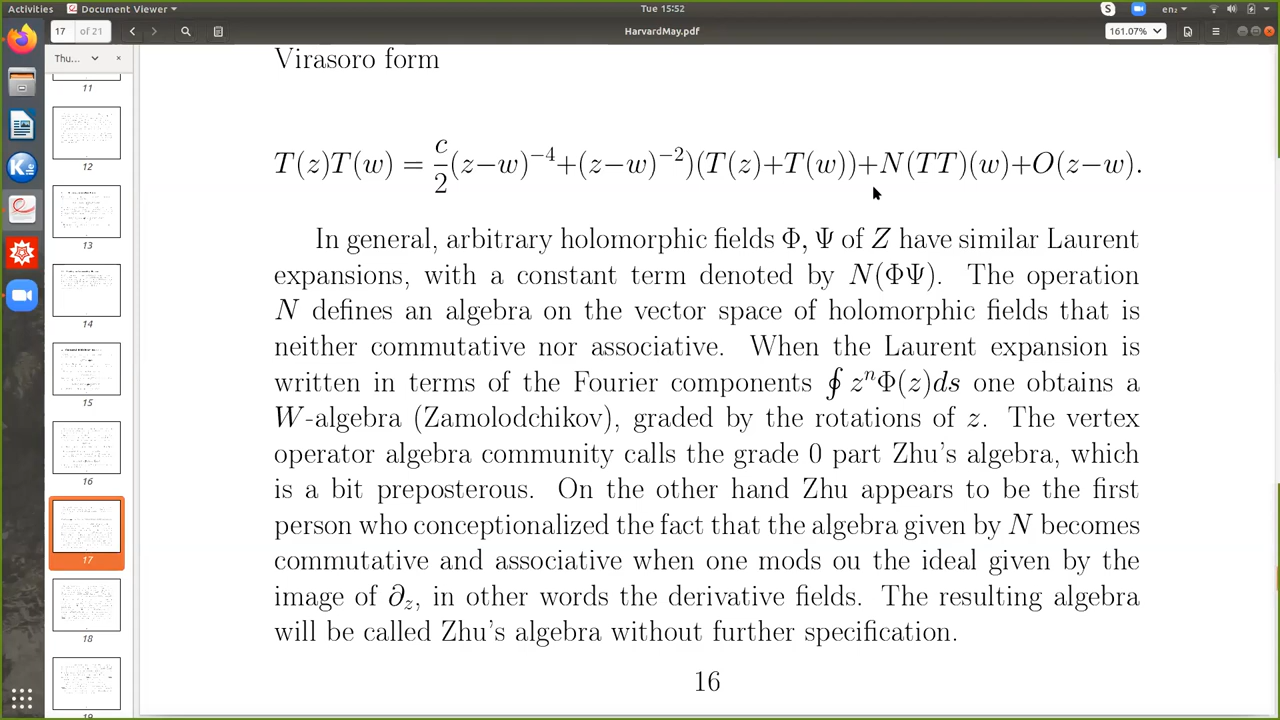 Activities Document Viewer Tue 15:52 en₂
17 of 21 HarvardMay.pdf 161.07%
Thu...
11
12
13
14
15
16
17
18
Virasoro form
T(z)T(w) = c/2 (z−w)⁻⁴+(z−w)⁻²)(T(z)+T(w))+N(TT)(w)+O(z−w).
In general, arbitrary holomorphic fields Φ, Ψ of Z have similar Laurent
expansions, with a constant term denoted by N(ΦΨ). The operation
N defines an algebra on the vector space of holomorphic fields that is
neither commutative nor associative. When the Laurent expansion is
written in terms of the Fourier components ∮ zⁿΦ(z)ds one obtains a
W-algebra (Zamolodchikov), graded by the rotations of z. The vertex
operator algebra community calls the grade 0 part Zhu's algebra, which
is a bit preposterous. On the other hand Zhu appears to be the first
person who conceptionalized the fact that the algebra given by N becomes
commutative and associative when one mods ou the ideal given by the
image of ∂z, in other words the derivative fields. The resulting algebra
will be called Zhu's algebra without further specification.
16